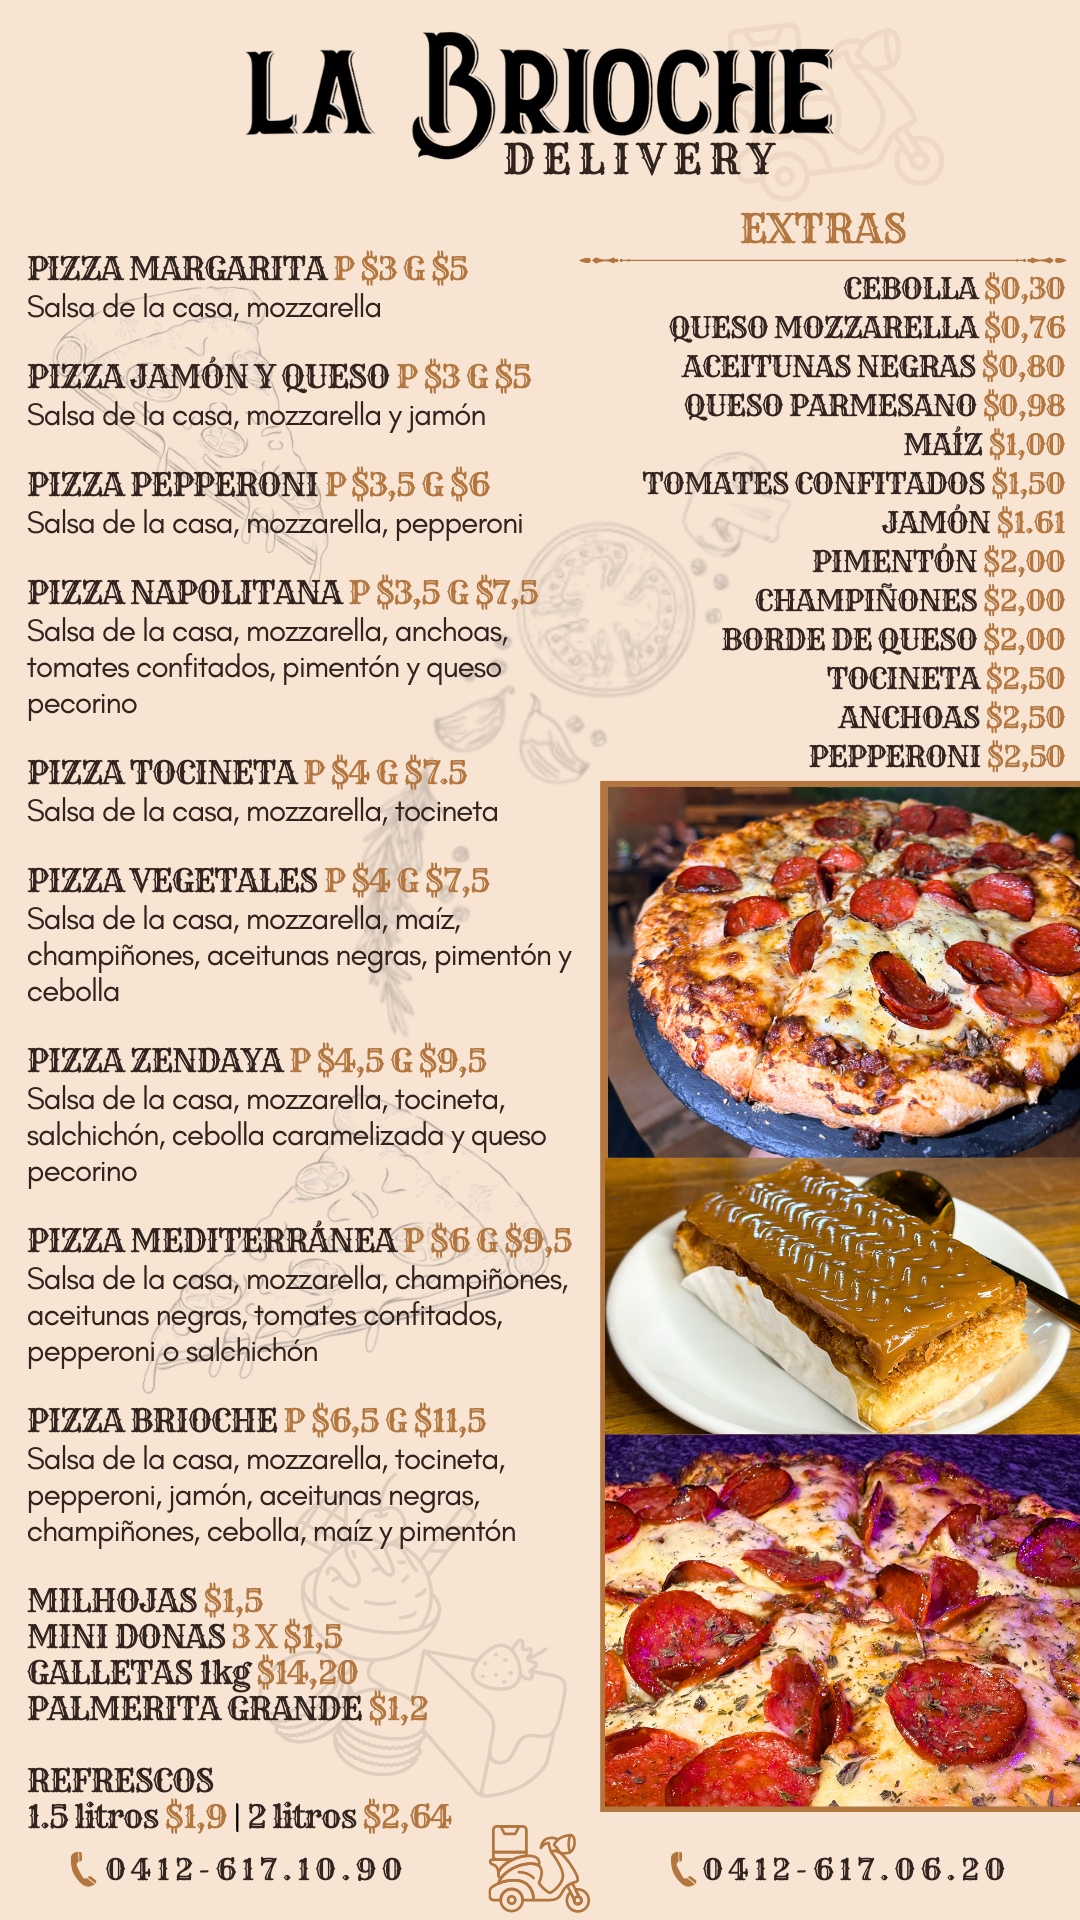 LA BRIOCHE
DELIVERY
PIZZA MARGARITA P $3 G $5
Salsa de la casa, mozzarella
PIZZA JAMÓN Y QUESO P $3 G $5
Salsa de la casa, mozzarella y jamón
PIZZA PEPPERONI P $3,5 G $6
Salsa de la casa, mozzarella, pepperoni
PIZZA NAPOLITANA P $3,5 G $7,5
Salsa de la casa, mozzarella, anchoas,
tomates confitados, pimentón y queso
pecorino
PIZZA TOCINETA P $4 G $7.5
Salsa de la casa, mozzarella, tocineta
PIZZA VEGETALES P $4 G $7,5
Salsa de la casa, mozzarella, maíz,
champiñones, aceitunas negras, pimentón y
cebolla
PIZZA ZENDAYA P $4,5 G $9,5
Salsa de la casa, mozzarella, tocineta,
salchichón, cebolla caramelizada y queso
pecorino
PIZZA MEDITERRÁNEA P $6 G $9,5
Salsa de la casa, mozzarella, champiñones,
aceitunas negras, tomates confitados,
pepperoni o salchichón
PIZZA BRIOCHE P $6,5 G $11,5
Salsa de la casa, mozzarella, tocineta,
pepperoni, jamón, aceitunas negras,
champiñones, cebolla, maíz y pimentón
MILHOJAS $1,5
MINI DONAS 3 X $1,5
GALLETAS 1kg $14,20
PALMERITA GRANDE $1,2
REFRESCOS
1.5 litros $1,9 | 2 litros $2,64
EXTRAS
CEBOLLA $0,30
QUESO MOZZARELLA $0,76
ACEITUNAS NEGRAS $0,80
QUESO PARMESANO $0,98
MAÍZ $1,00
TOMATES CONFITADOS $1,50
JAMÓN $1.61
PIMENTÓN $2,00
CHAMPIÑONES $2,00
BORDE DE QUESO $2,00
TOCINETA $2,50
ANCHOAS $2,50
PEPPERONI $2,50
0412-617.10.90
0412-617.06.20